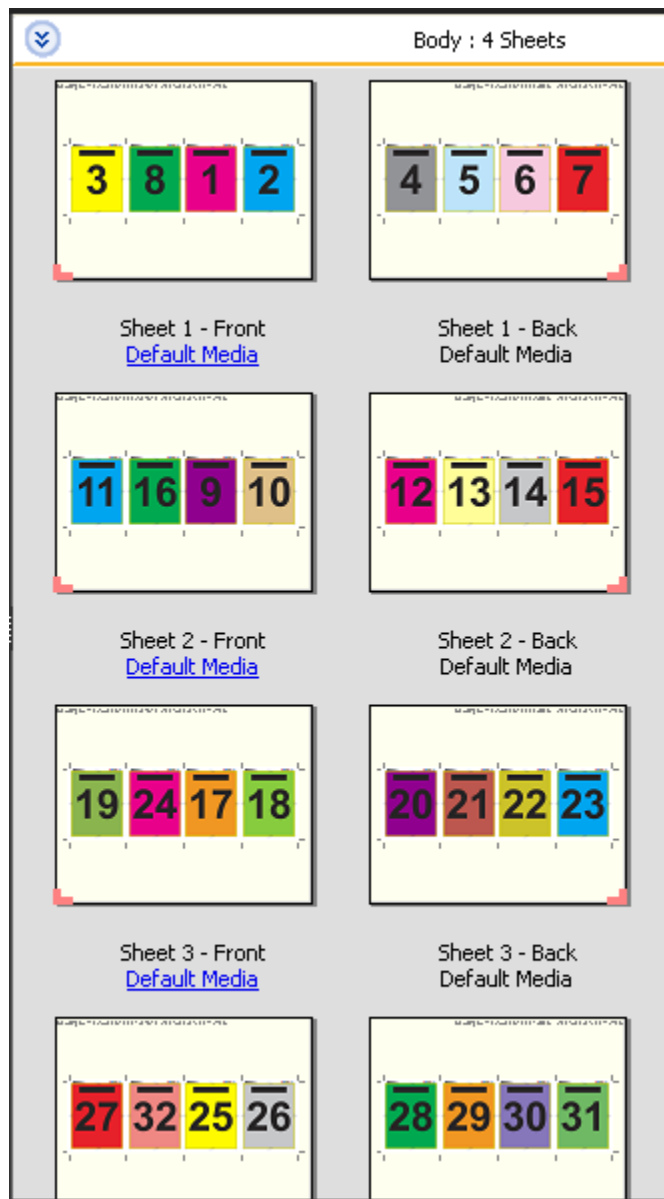 Body : 4 Sheets
3 8 1 2
4 5 6 7
Sheet 1 - Front
Default Media
Sheet 1 - Back
Default Media
11 16 9 10
12 13 14 15
Sheet 2 - Front
Default Media
Sheet 2 - Back
Default Media
19 24 17 18
20 21 22 23
Sheet 3 - Front
Default Media
Sheet 3 - Back
Default Media
27 32 25 26
28 29 30 31